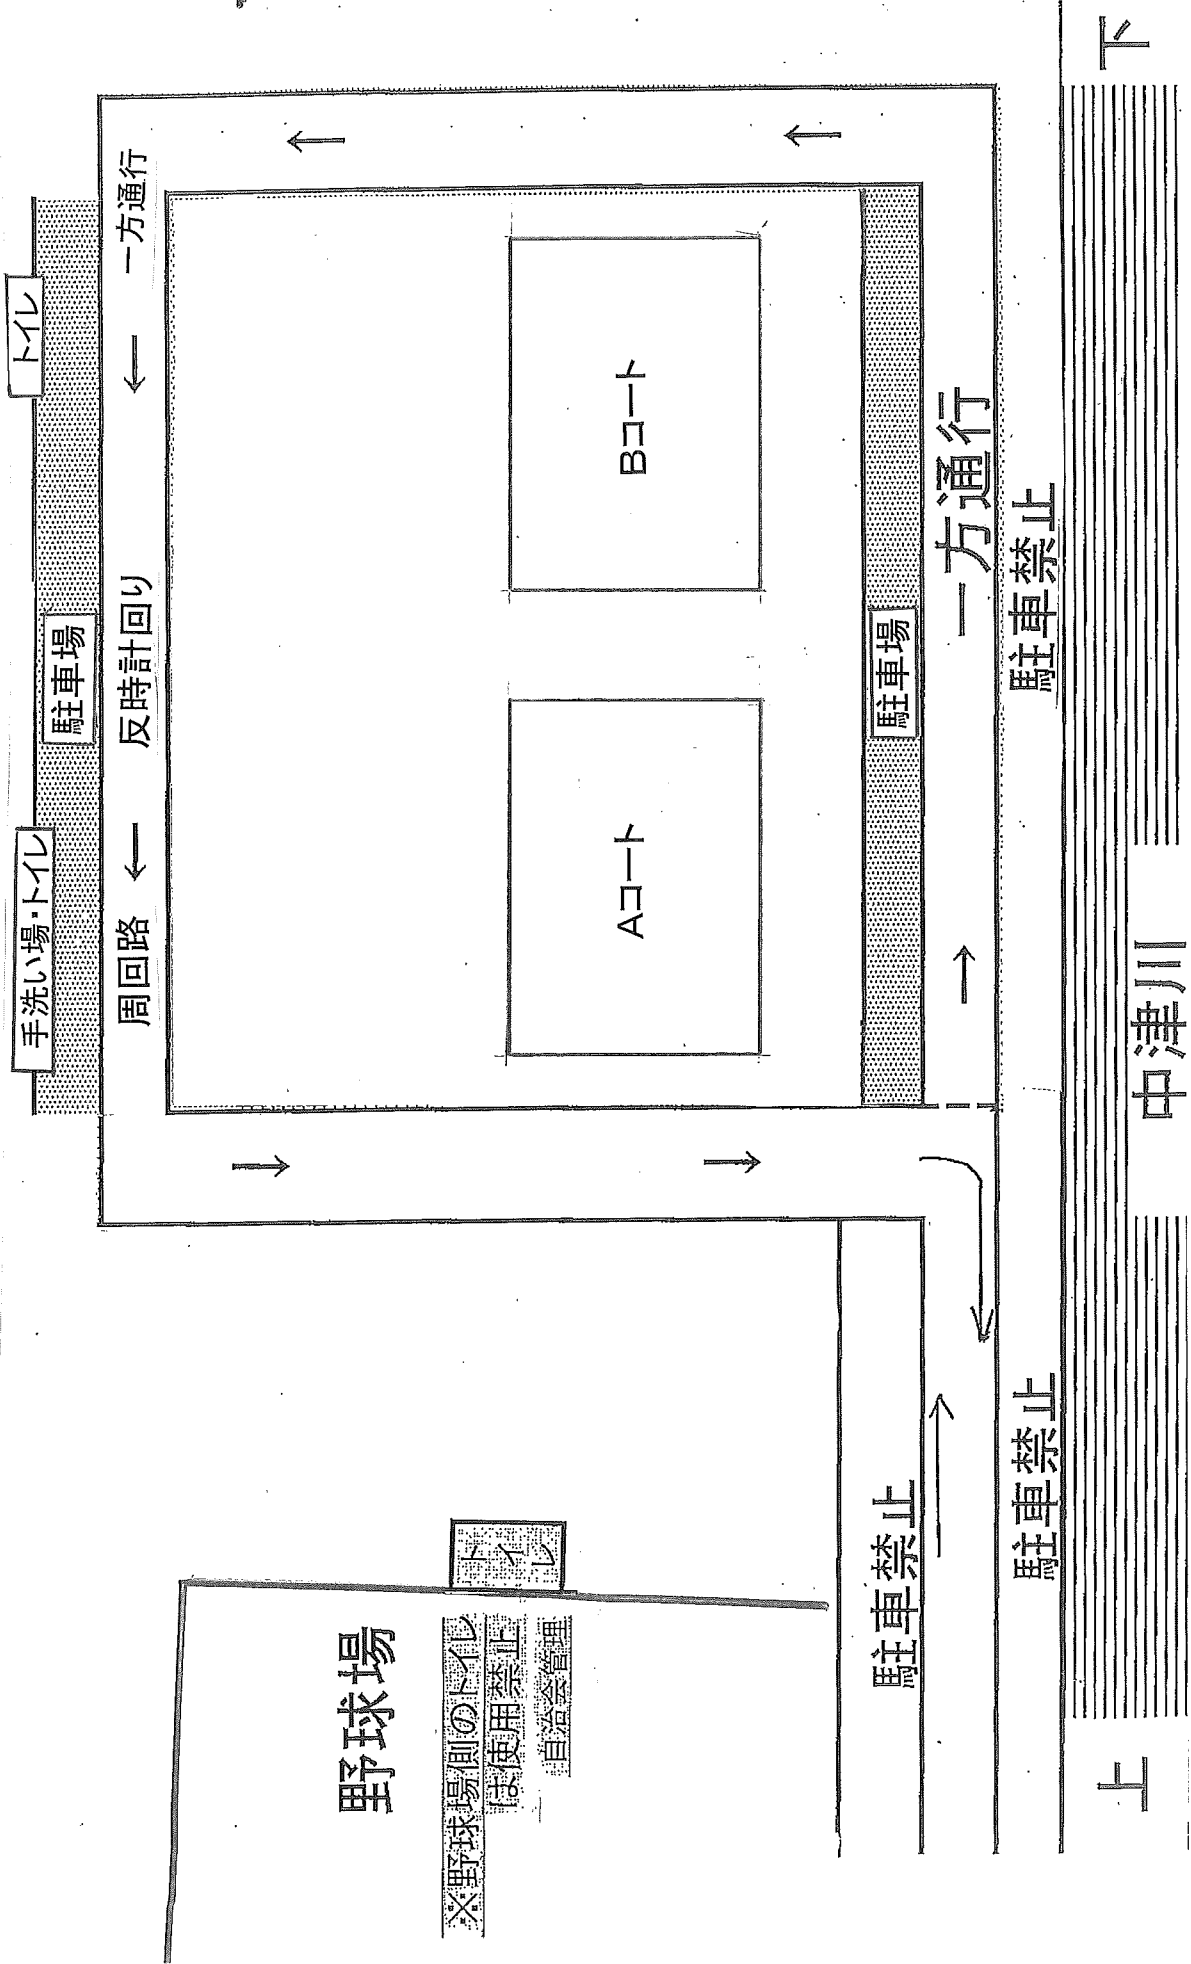 トイレ
手洗い場・トイレ
駐車場
周回路 ← 反時計回り ← 一方通行
Aコート
Bコート
駐車場
一方通行
駐車禁止
野球場
トイレ
※野球場側のトイレ
は使用禁止
自治会管理
駐車禁止
駐車禁止
上
中津川
下